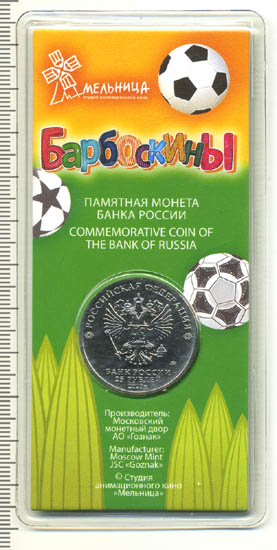 МЕЛЬНИЦА
СТУДИЯ АНИМАЦИОННОГО КИНО
Барбоскины
ПАМЯТНАЯ МОНЕТА
БАНКА РОССИИ
COMMEMORATIVE COIN OF
THE BANK OF RUSSIA
РОССИЙСКАЯ ФЕДЕРАЦИЯ
БАНК РОССИИ
25 РУБЛЕЙ
2020 г.
Производитель:
Московский
монетный двор
АО «Гознак»
Manufacturer:
Moscow Mint
JSC «Goznak»
© Студия
анимационного кино
«Мельница»